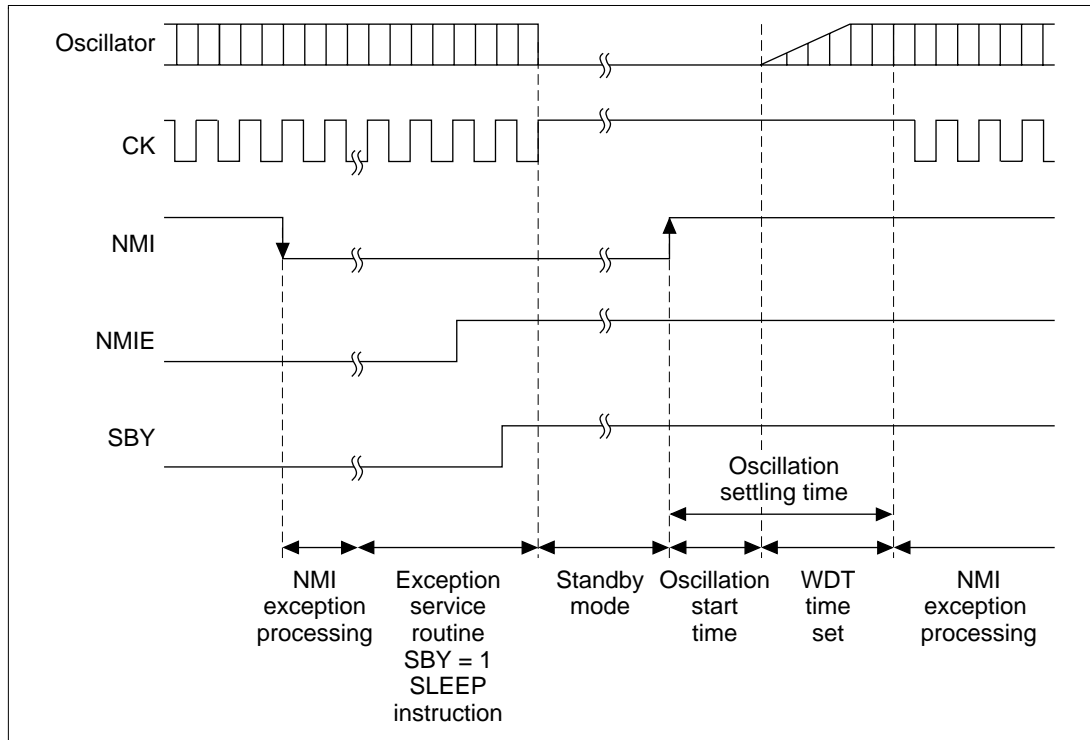 Oscillator
CK
NMI
NMIE
SBY
Oscillation
settling time
NMI
exception
processing
Exception
service
routine
SBY = 1
SLEEP
instruction
Standby
mode
Oscillation
start
time
WDT
time
set
NMI
exception
processing